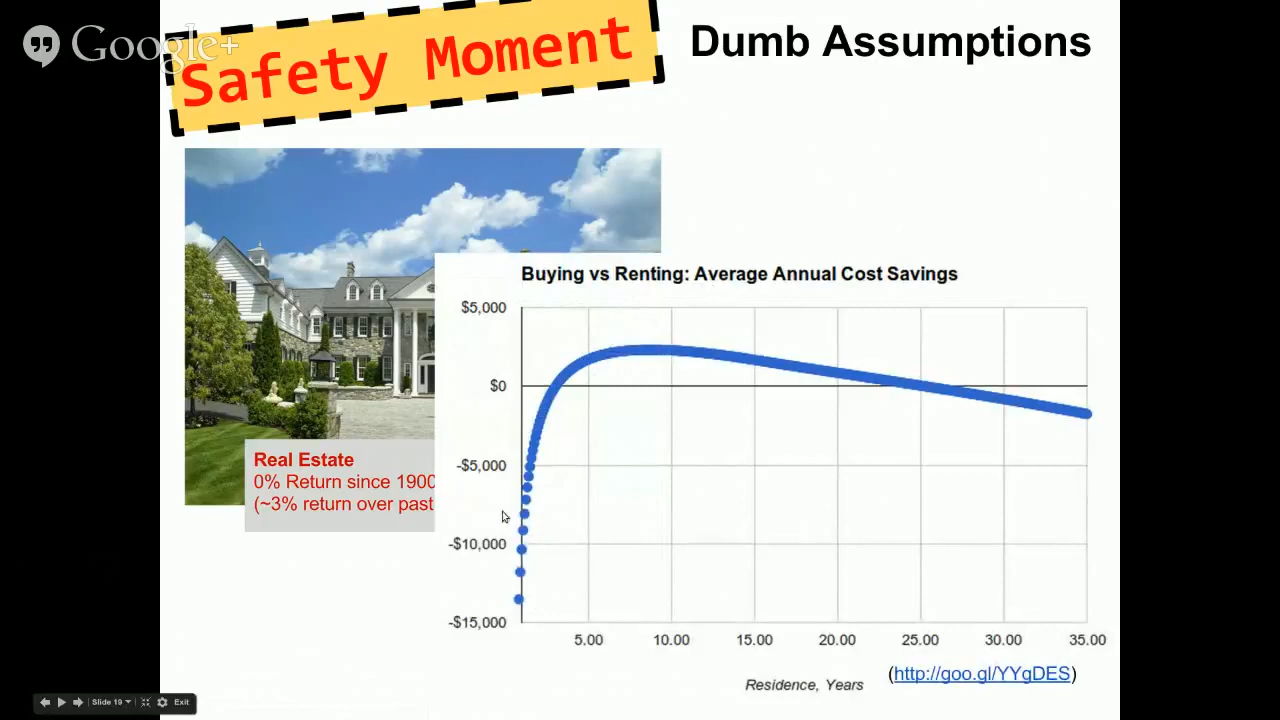 Google+
Safety Moment
Dumb Assumptions
Real Estate
0% Return since 1900
(~3% return over past
Buying vs Renting: Average Annual Cost Savings
$5,000
$0
-$5,000
-$10,000
-$15,000
5.00 10.00 15.00 20.00 25.00 30.00 35.00
Residence, Years
(http://goo.gl/YYgDES)
Slide 19 Exit